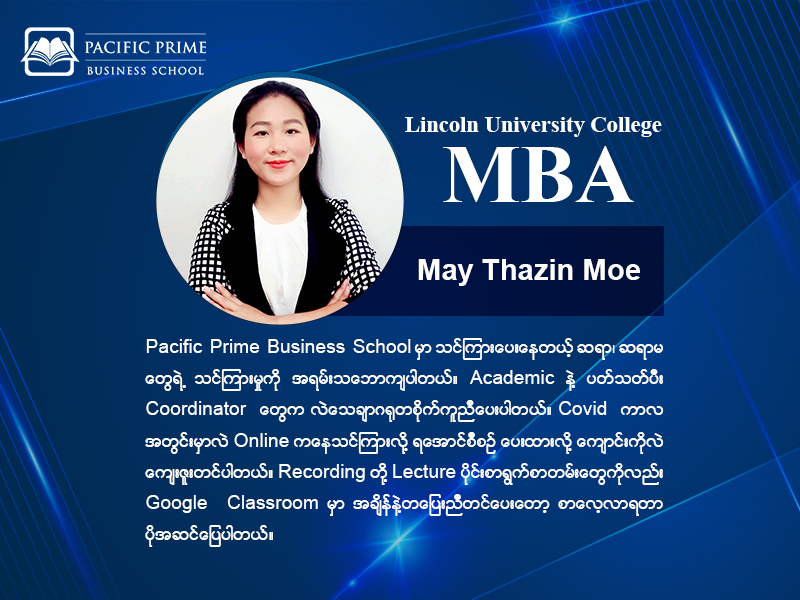 PACIFIC PRIME
BUSINESS SCHOOL
Lincoln University College
MBA
May Thazin Moe
Pacific Prime Business School မှာ သင်ကြားပေးနေတယ့် ဆရာ၊ ဆရာမ
တွေရဲ့ သင်ကြားမှုကို အရမ်းသဘောကျပါတယ်။ Academic နဲ့ ပတ်သတ်ပီး
Coordinator တွေက လဲသေချာဂရုတစိုက်ကူညီပေးပါတယ်။ Covid ကာလ
အတွင်းမှာလဲ Online ကနေသင်ကြားလို့ ရအောင်စီစဉ် ပေးထားလို့ ကျောင်းကိုလဲ
ကျေးဇူးတင်ပါတယ်။ Recording တို့ Lecture ပိုင်းစာရွက်စာတမ်းတွေကိုလည်း
Google Classroom မှာ အချိန်နဲ့တပြေးညီတင်ပေးတော့ စာလေ့လာရတာ
ပိုအဆင်ပြေပါတယ်။